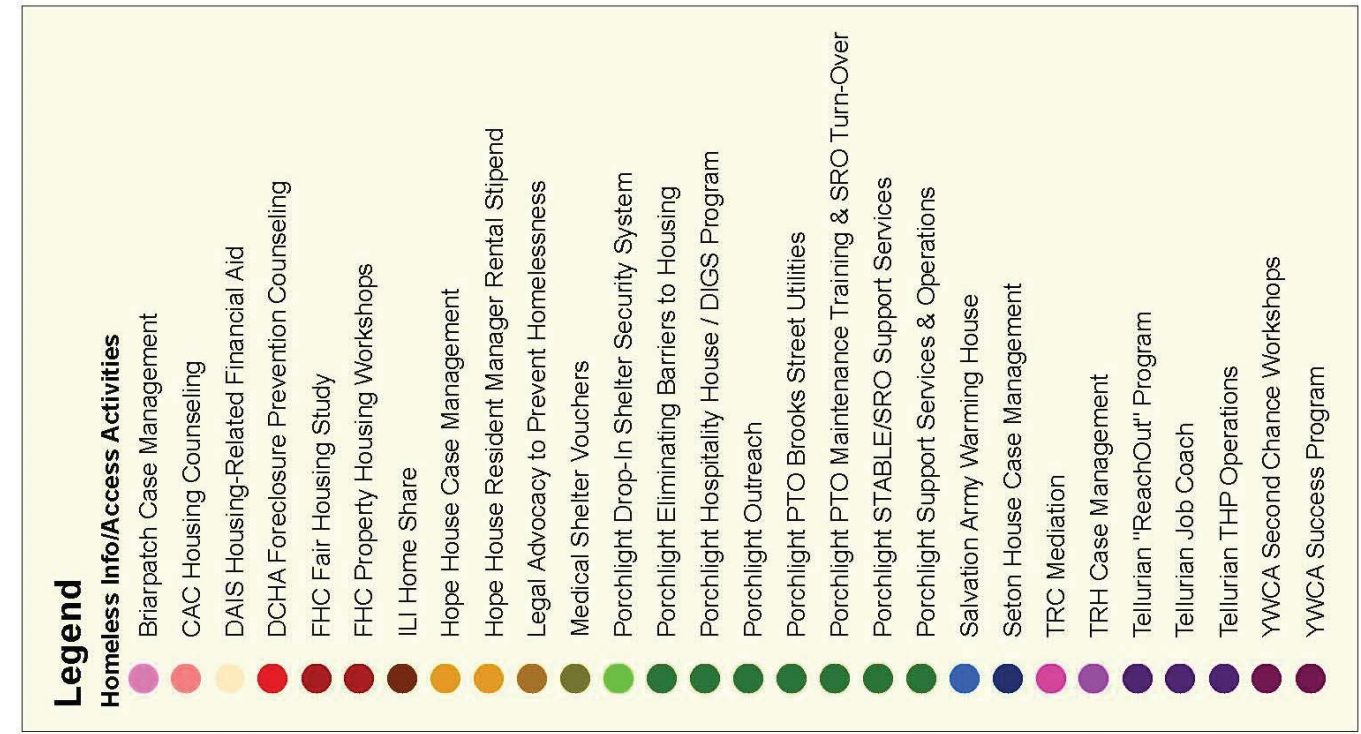 Legend
Homeless Info/Access Activities
Briarpatch Case Management
CAC Housing Counseling
DAIS Housing-Related Financial Aid
DCHA Foreclosure Prevention Counseling
FHC Fair Housing Study
FHC Property Housing Workshops
ILI Home Share
Hope House Case Management
Hope House Resident Manager Rental Stipend
Legal Advocacy to Prevent Homelessness
Medical Shelter Vouchers
Porchlight Drop-In Shelter Security System
Porchlight Eliminating Barriers to Housing
Porchlight Hospitality House / DIGS Program
Porchlight Outreach
Porchlight PTO Brooks Street Utilities
Porchlight PTO Maintenance Training & SRO Turn-Over
Porchlight STABLE/SRO Support Services
Porchlight Support Services & Operations
Salvation Army Warming House
Seton House Case Management
TRC Mediation
TRH Case Management
Tellurian "ReachOut" Program
Tellurian Job Coach
Tellurian THP Operations
YWCA Second Chance Workshops
YWCA Success Program